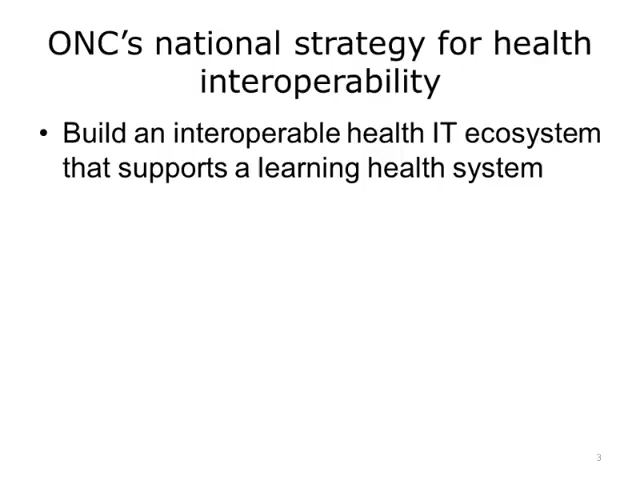 ONC’s national strategy for health
interoperability
• Build an interoperable health IT ecosystem
that supports a learning health system
3